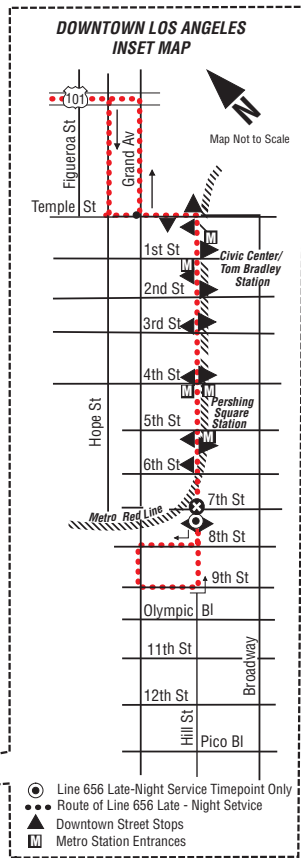 DOWNTOWN LOS ANGELES
INSET MAP
101
N
Map Not to Scale
Figueroa St
Grand Av
Temple St
1st St
M
Civic Center/
Tom Bradley
Station
M
2nd St
3rd St
4th St
M
M
Pershing
Square
Station
Hope St
5th St
M
6th St
Metro Red Line
7th St
8th St
9th St
Olympic Bl
11th St
Broadway
12th St
Hill St
Pico Bl
Line 656 Late-Night Service Timepoint Only
Route of Line 656 Late - Night Sevice
Downtown Street Stops
M Metro Station Entrances